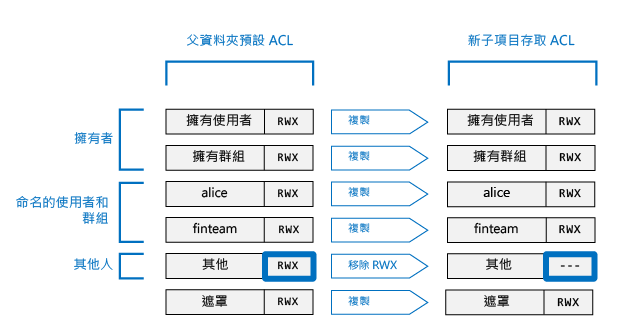 父資料夾預設 ACL
新子項目存取 ACL
擁有者
擁有使用者 RWX 複製 擁有使用者 RWX
擁有群組 RWX 複製 擁有群組 RWX
命名的使用者和
群組
alice RWX 複製 alice RWX
finteam RWX 複製 finteam RWX
其他人
其他 RWX 移除 RWX 其他 ---
遮罩 RWX 複製 遮罩 RWX